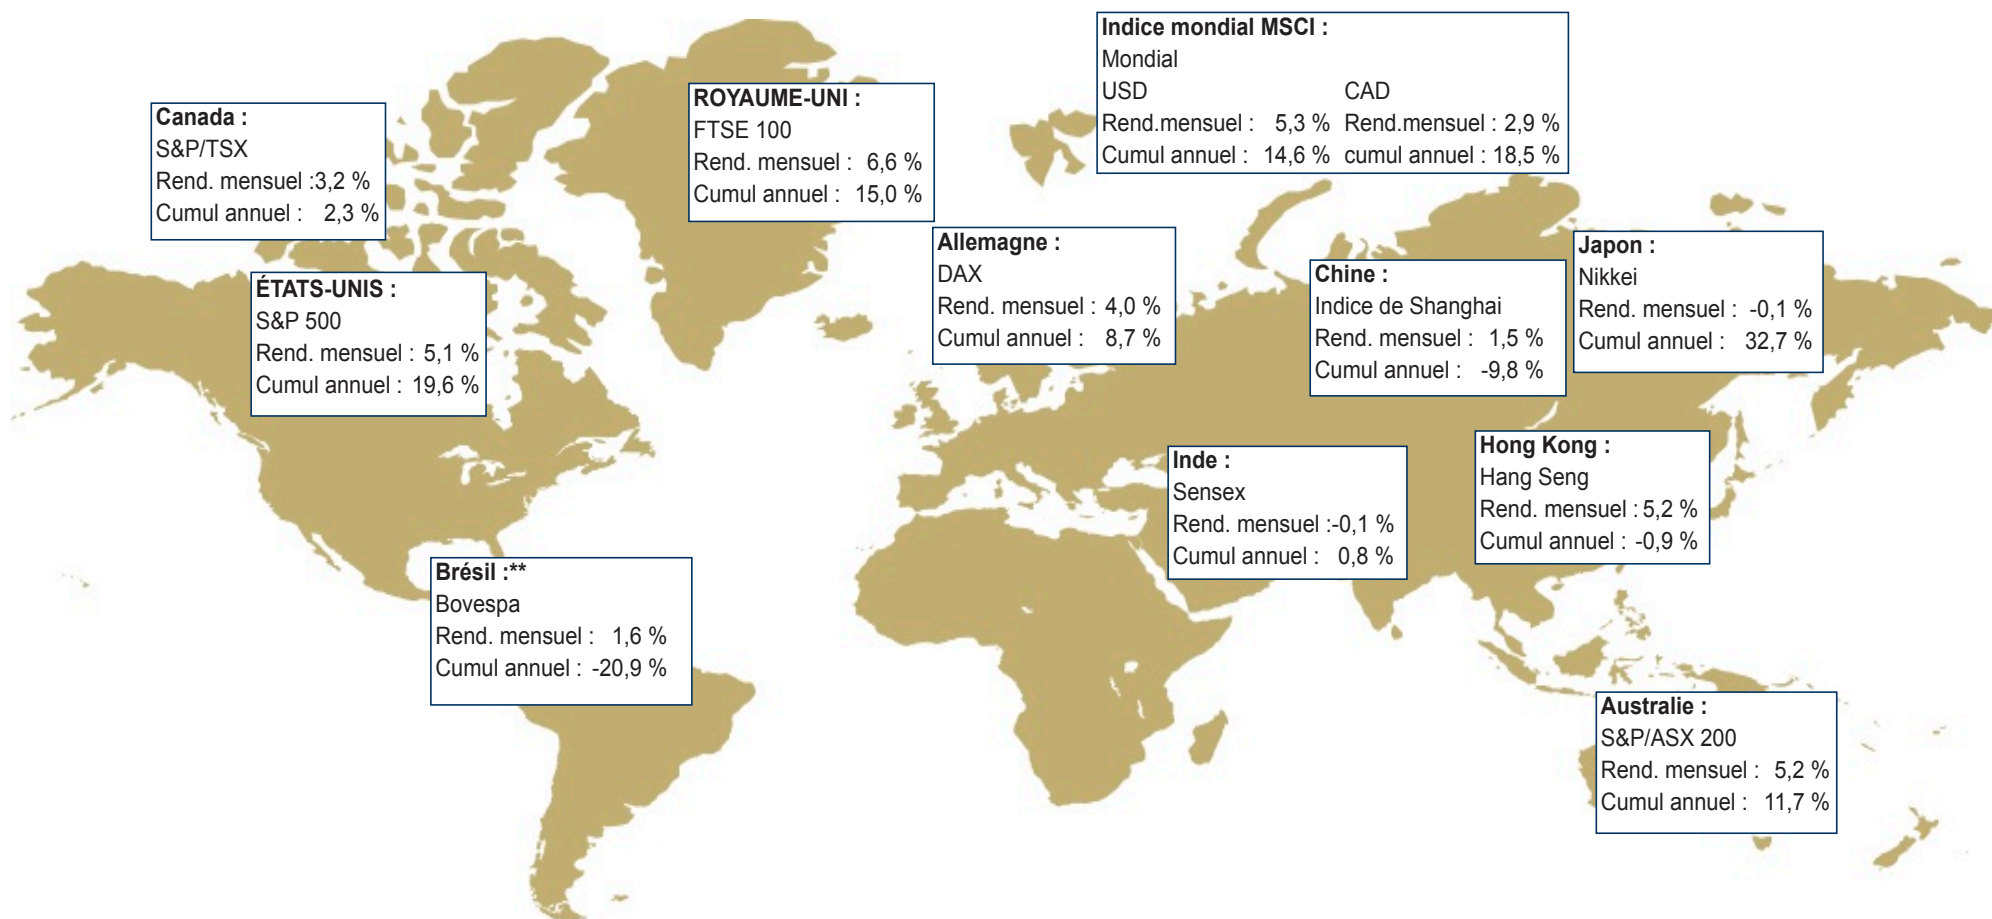 Indice mondial MSCI :
Mondial
USD CAD
Rend.mensuel : 5,3 % Rend.mensuel : 2,9 %
Cumul annuel : 14,6 % cumul annuel : 18,5 %
Canada :
S&P/TSX
Rend. mensuel :3,2 %
Cumul annuel : 2,3 %
ROYAUME-UNI :
FTSE 100
Rend. mensuel : 6,6 %
Cumul annuel : 15,0 %
ÉTATS-UNIS :
S&P 500
Rend. mensuel : 5,1 %
Cumul annuel : 19,6 %
Allemagne :
DAX
Rend. mensuel : 4,0 %
Cumul annuel : 8,7 %
Chine :
Indice de Shanghai
Rend. mensuel : 1,5 %
Cumul annuel : -9,8 %
Japon :
Nikkei
Rend. mensuel : -0,1 %
Cumul annuel : 32,7 %
Inde :
Sensex
Rend. mensuel :-0,1 %
Cumul annuel : 0,8 %
Hong Kong :
Hang Seng
Rend. mensuel : 5,2 %
Cumul annuel : -0,9 %
Brésil :**
Bovespa
Rend. mensuel : 1,6 %
Cumul annuel : -20,9 %
Australie :
S&P/ASX 200
Rend. mensuel : 5,2 %
Cumul annuel : 11,7 %